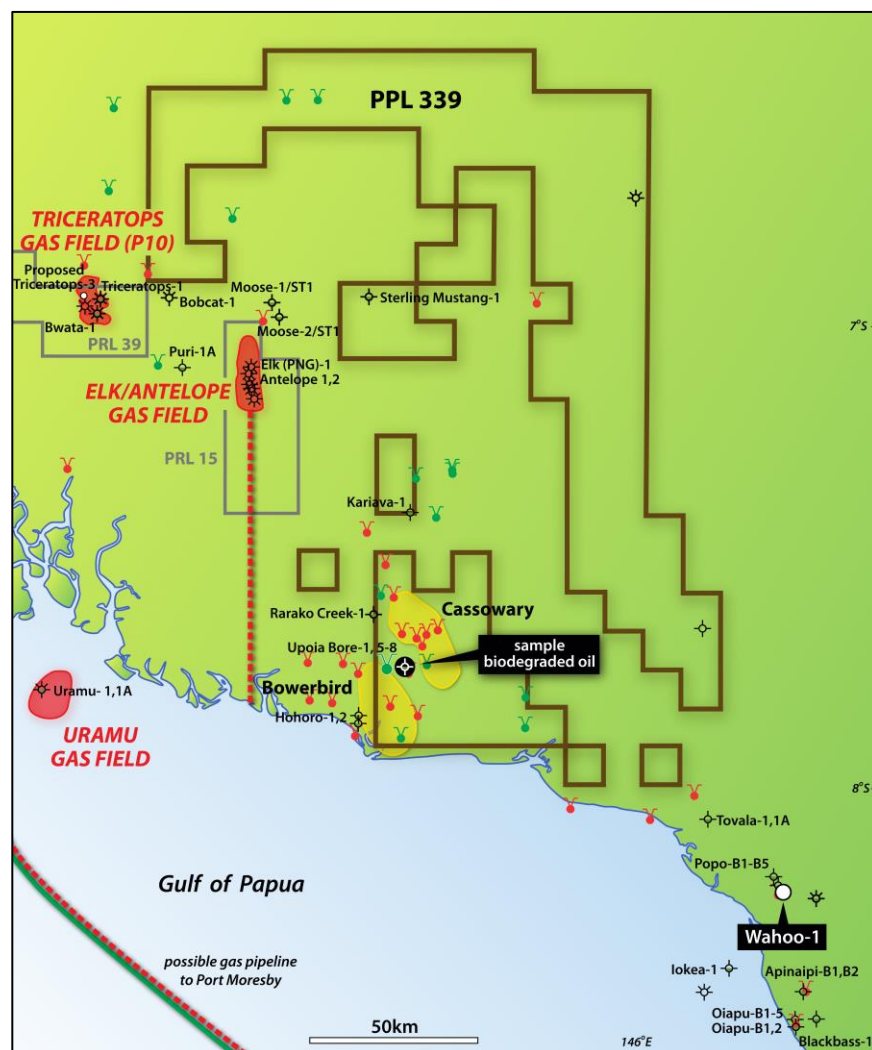 PPL 339
TRICERATOPS
GAS FIELD (P10)
Proposed
Triceratops-3
Triceratops-1
Bwata-1
PRL 39
Bobcat-1
Moose-1/ST1
Moose-2/ST1
Sterling Mustang-1
7°S
Puri-1A
Elk (PNG)-1
Antelope 1,2
ELK/ANTELOPE
GAS FIELD
PRL 15
Kariava-1
Rarako Creek-1
Cassowary
Upoia Bore-1, 5-8
sample
biodegraded oil
Bowerbird
Uramu- 1,1A
Hohoro-1,2
URAMU
GAS FIELD
8°S
Tovala-1,1A
Popo-B1-B5
Gulf of Papua
Wahoo-1
possible gas pipeline
to Port Moresby
Iokea-1
Apinaipi-B1,B2
Oiapu-B1-5
Oiapu-B1,2
50km
146°E
Blackbass-1